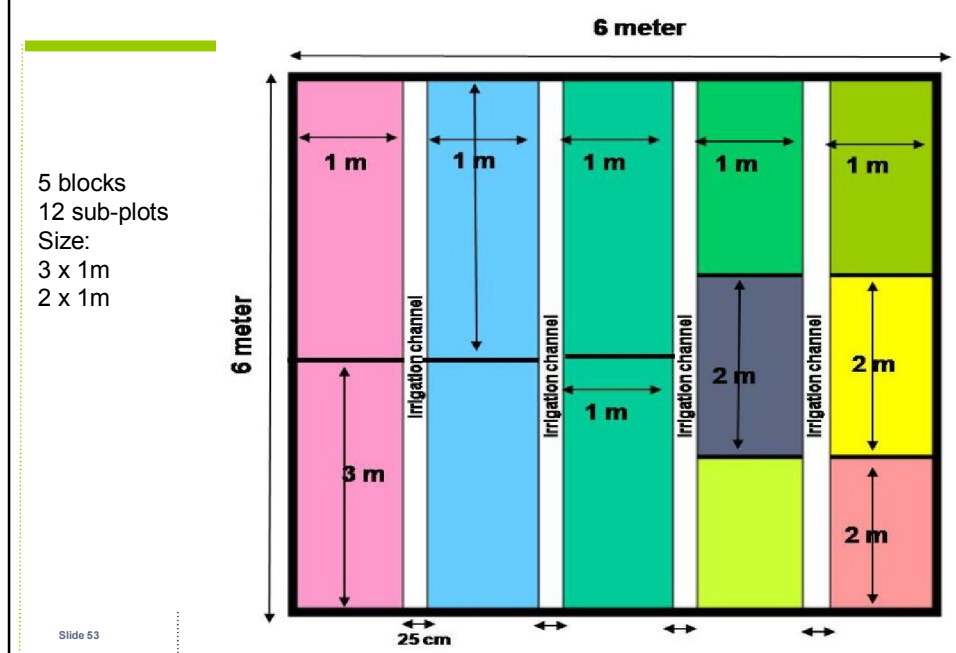 6 meter
5 blocks
12 sub-plots
Size:
3 x 1m
2 x 1m
6 meter
1 m
1 m
1 m
1 m
1 m
Irrigation channel
Irrigation channel
Irrigation channel
Irrigation channel
2 m
2 m
1 m
3 m
2 m
25 cm
Slide 53